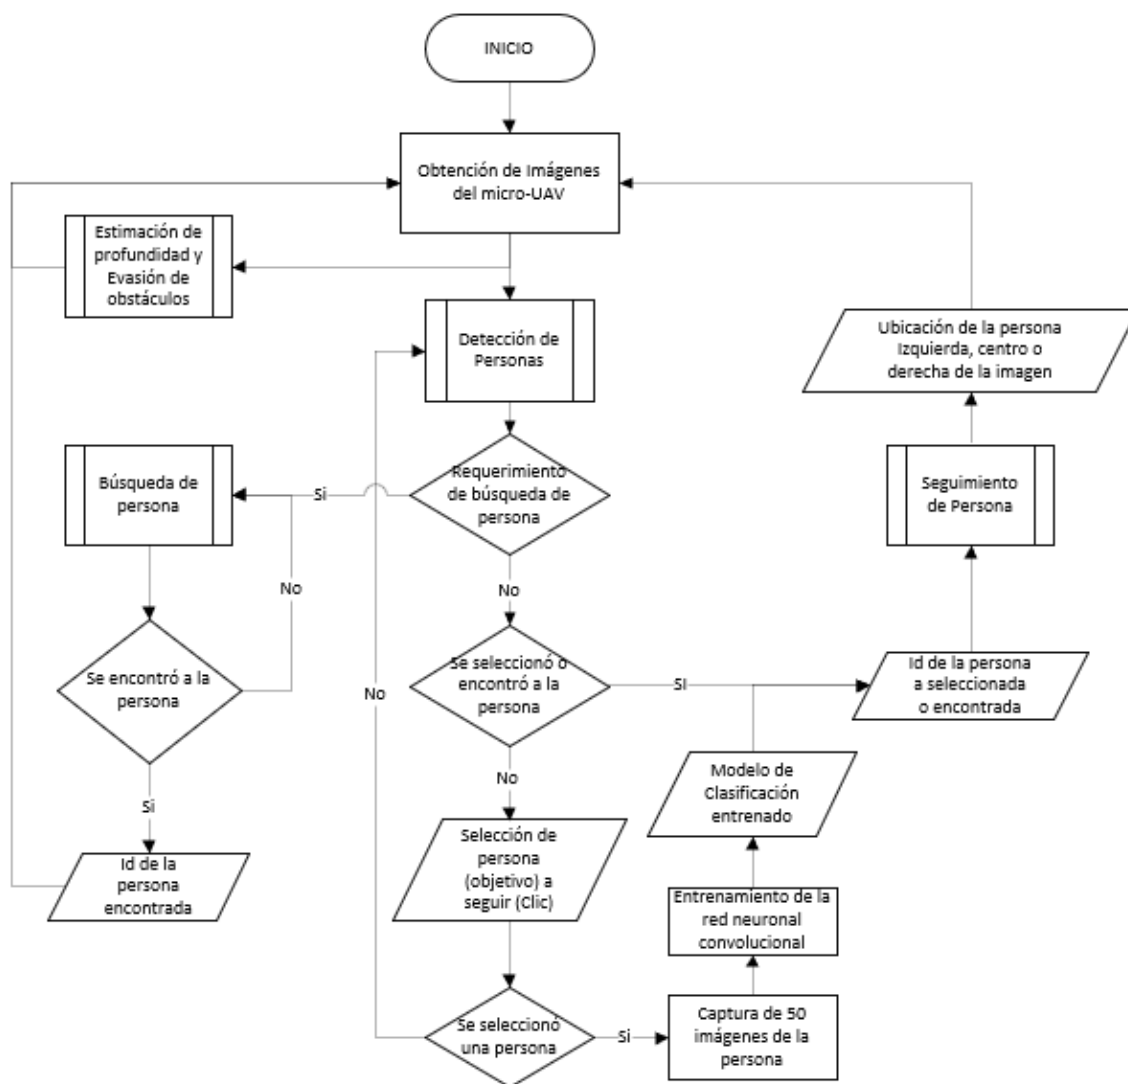 INICIO
Obtención de Imágenes
del micro-UAV
Estimación de
profundidad y
Evasión de
obstáculos
Detección de
Personas
Ubicación de la persona
Izquierda, centro o
derecha de la imagen
Búsqueda de
persona
Si
Requerimiento
de búsqueda de
persona
Seguimiento
de Persona
No
No
Se encontró a la
persona
No
Se seleccionó o
encontró a la
persona
SI
Id de la persona
a seleccionada
o encontrada
Si
No
Modelo de
Clasificación
entrenado
Id de la
persona
encontrada
Selección de
persona
(objetivo) a
seguir (Clic)
Entrenamiento de la
red neuronal
convolucional
Se seleccionó
una persona
Si
Captura de 50
imágenes de la
persona